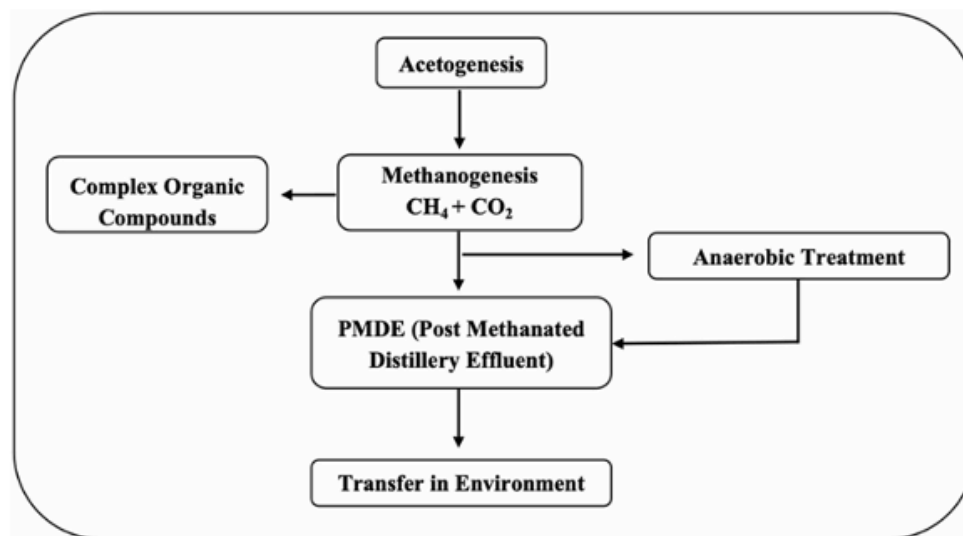 Acetogenesis
Methanogenesis
CH₄ + CO₂
Complex Organic
Compounds
Anaerobic Treatment
PMDE (Post Methanated
Distillery Effluent)
Transfer in Environment